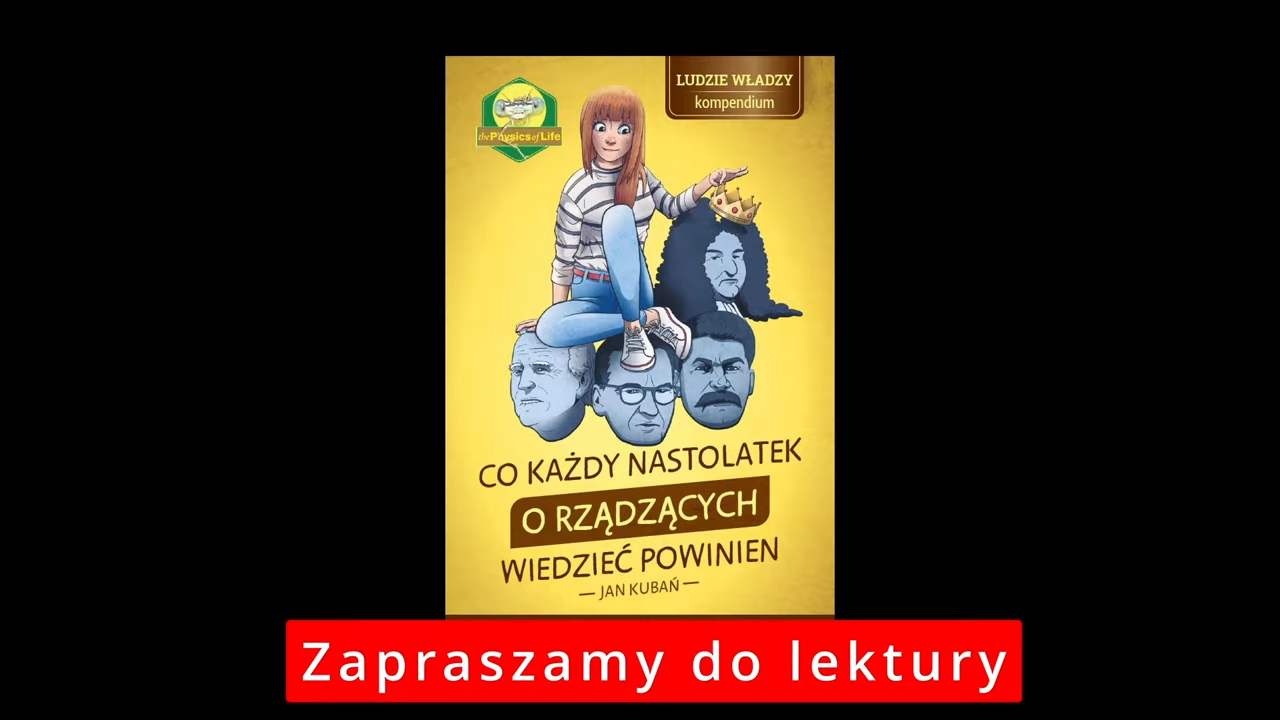 LUDZIE WŁADZY
kompendium
the Physics of Life
CO KAŻDY NASTOLATEK
O RZĄDZĄCYCH
WIEDZIEĆ POWINIEN
— JAN KUBAŃ —
Zapraszamy do lektury